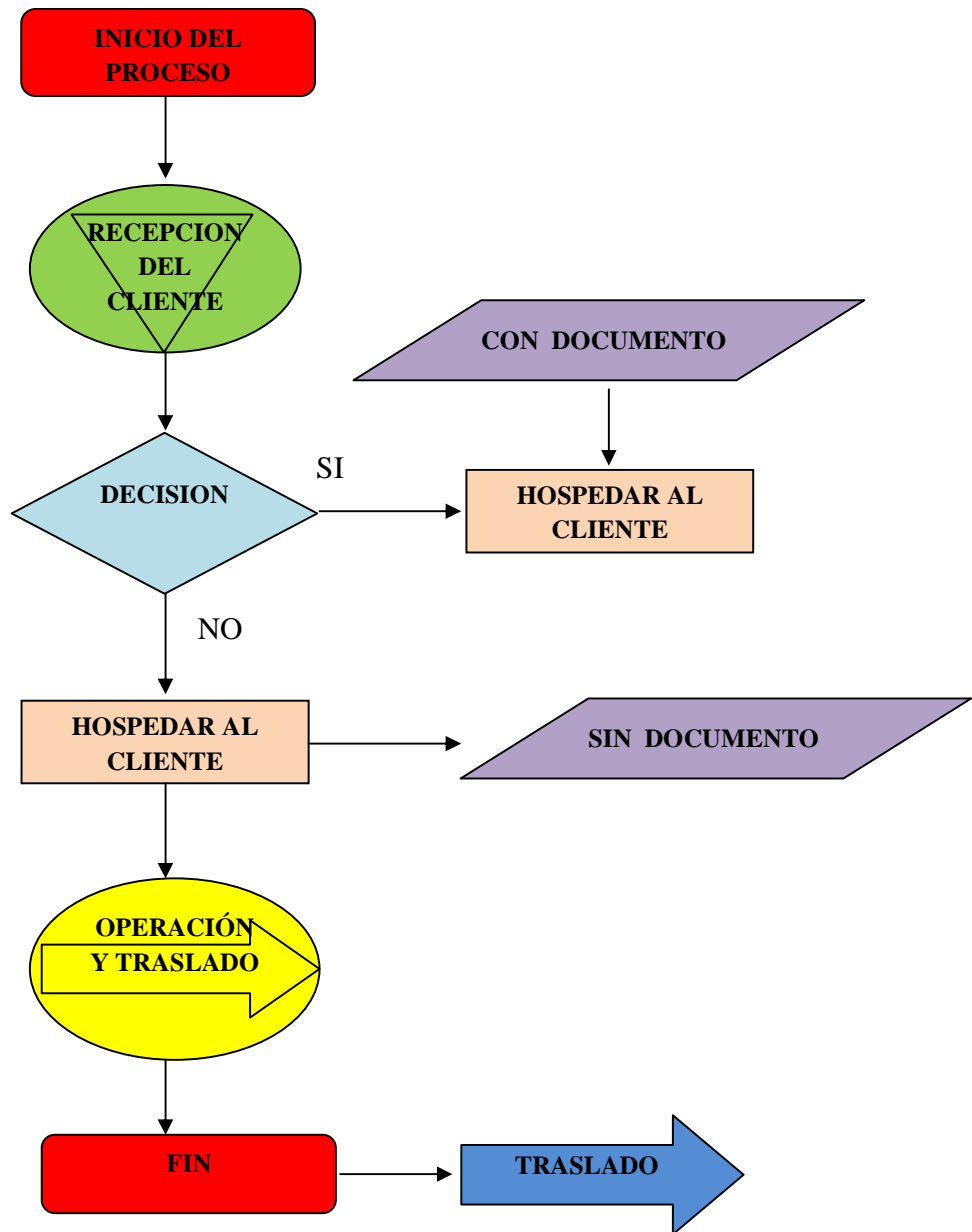 INICIO DEL
PROCESO
RECEPCION
DEL
CLIENTE
CON  DOCUMENTO
SI
DECISION
HOSPEDAR AL
CLIENTE
NO
HOSPEDAR AL
CLIENTE
SIN  DOCUMENTO
OPERACIÓN
Y TRASLADO
FIN
TRASLADO